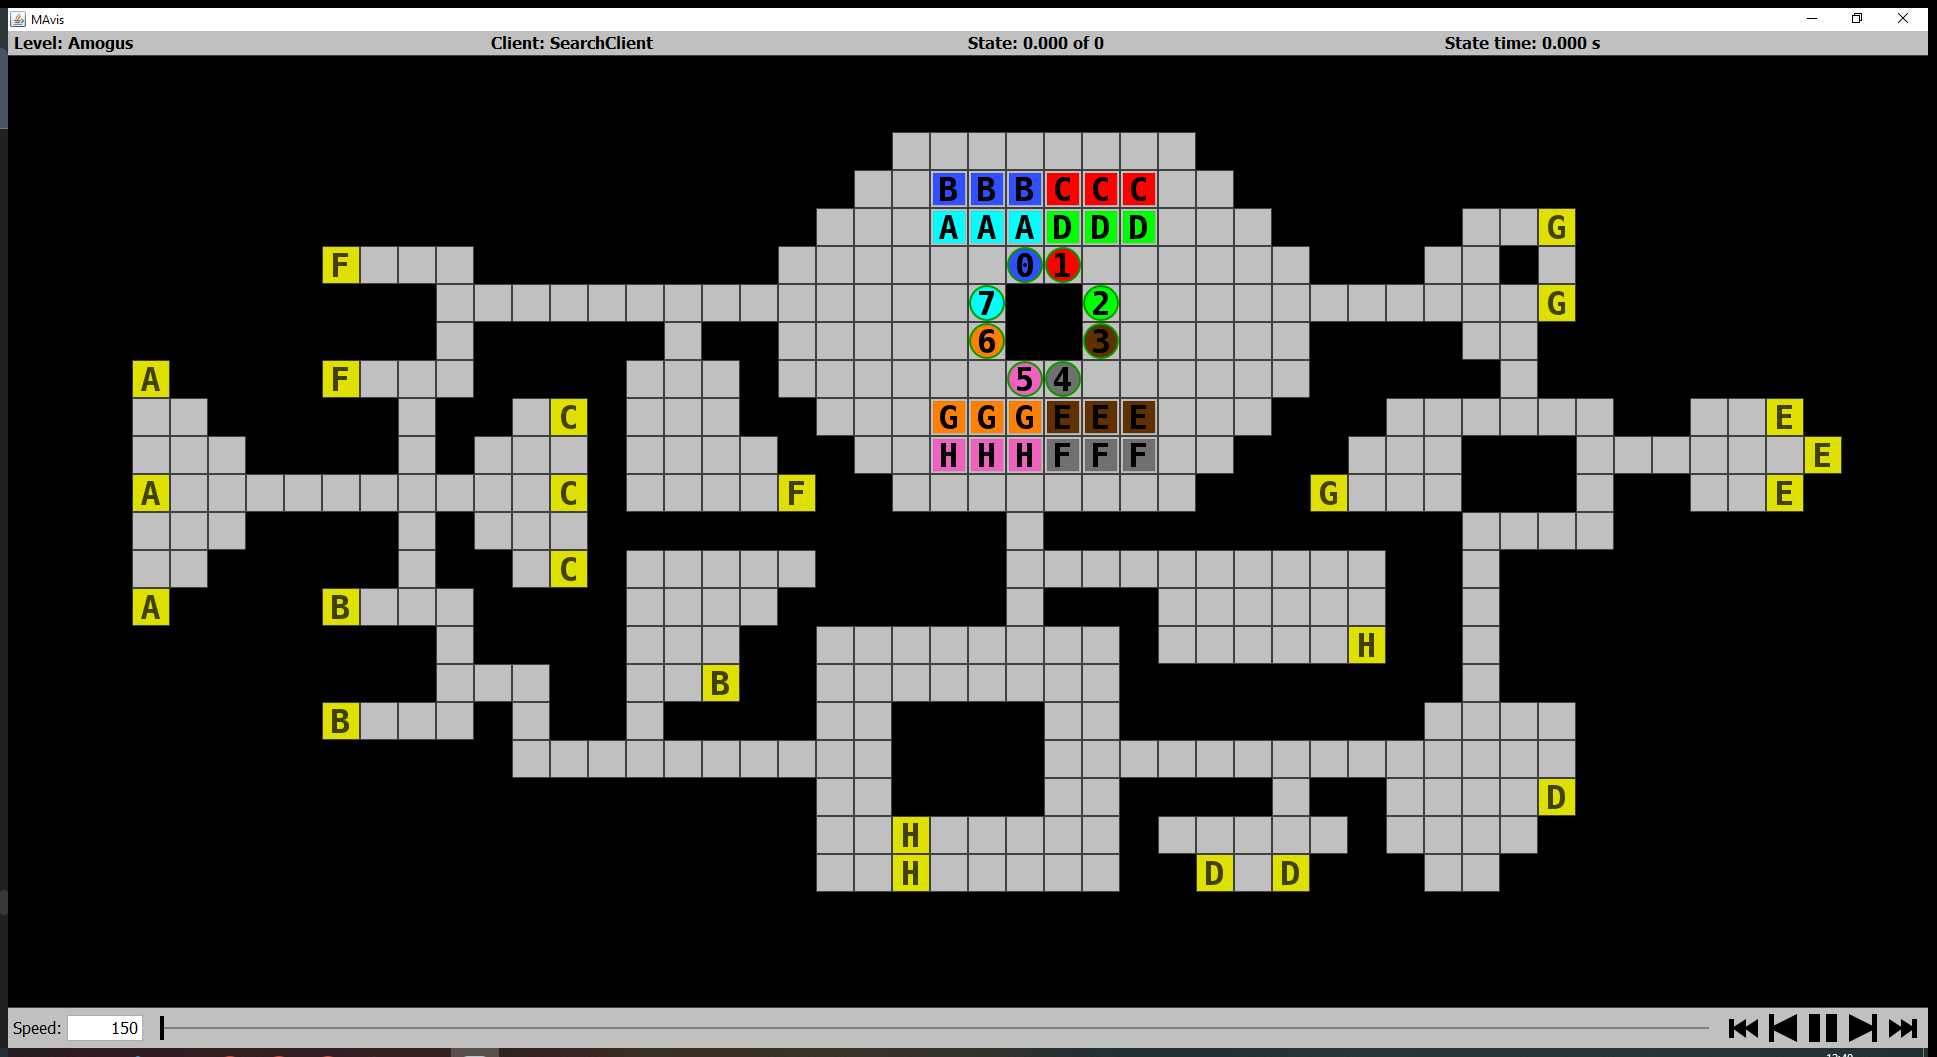 MAvis
Level: Amogus Client: SearchClient State: 0.000 of 0 State time: 0.000 s
B B B C C C
A A A D D D G
F 0 1
7 2 G
6 3
A F 5 4
C G G G E E E E
H H H F F F E
A C F G E
C
A B
H
B
B
D
H
H D D
Speed: 150